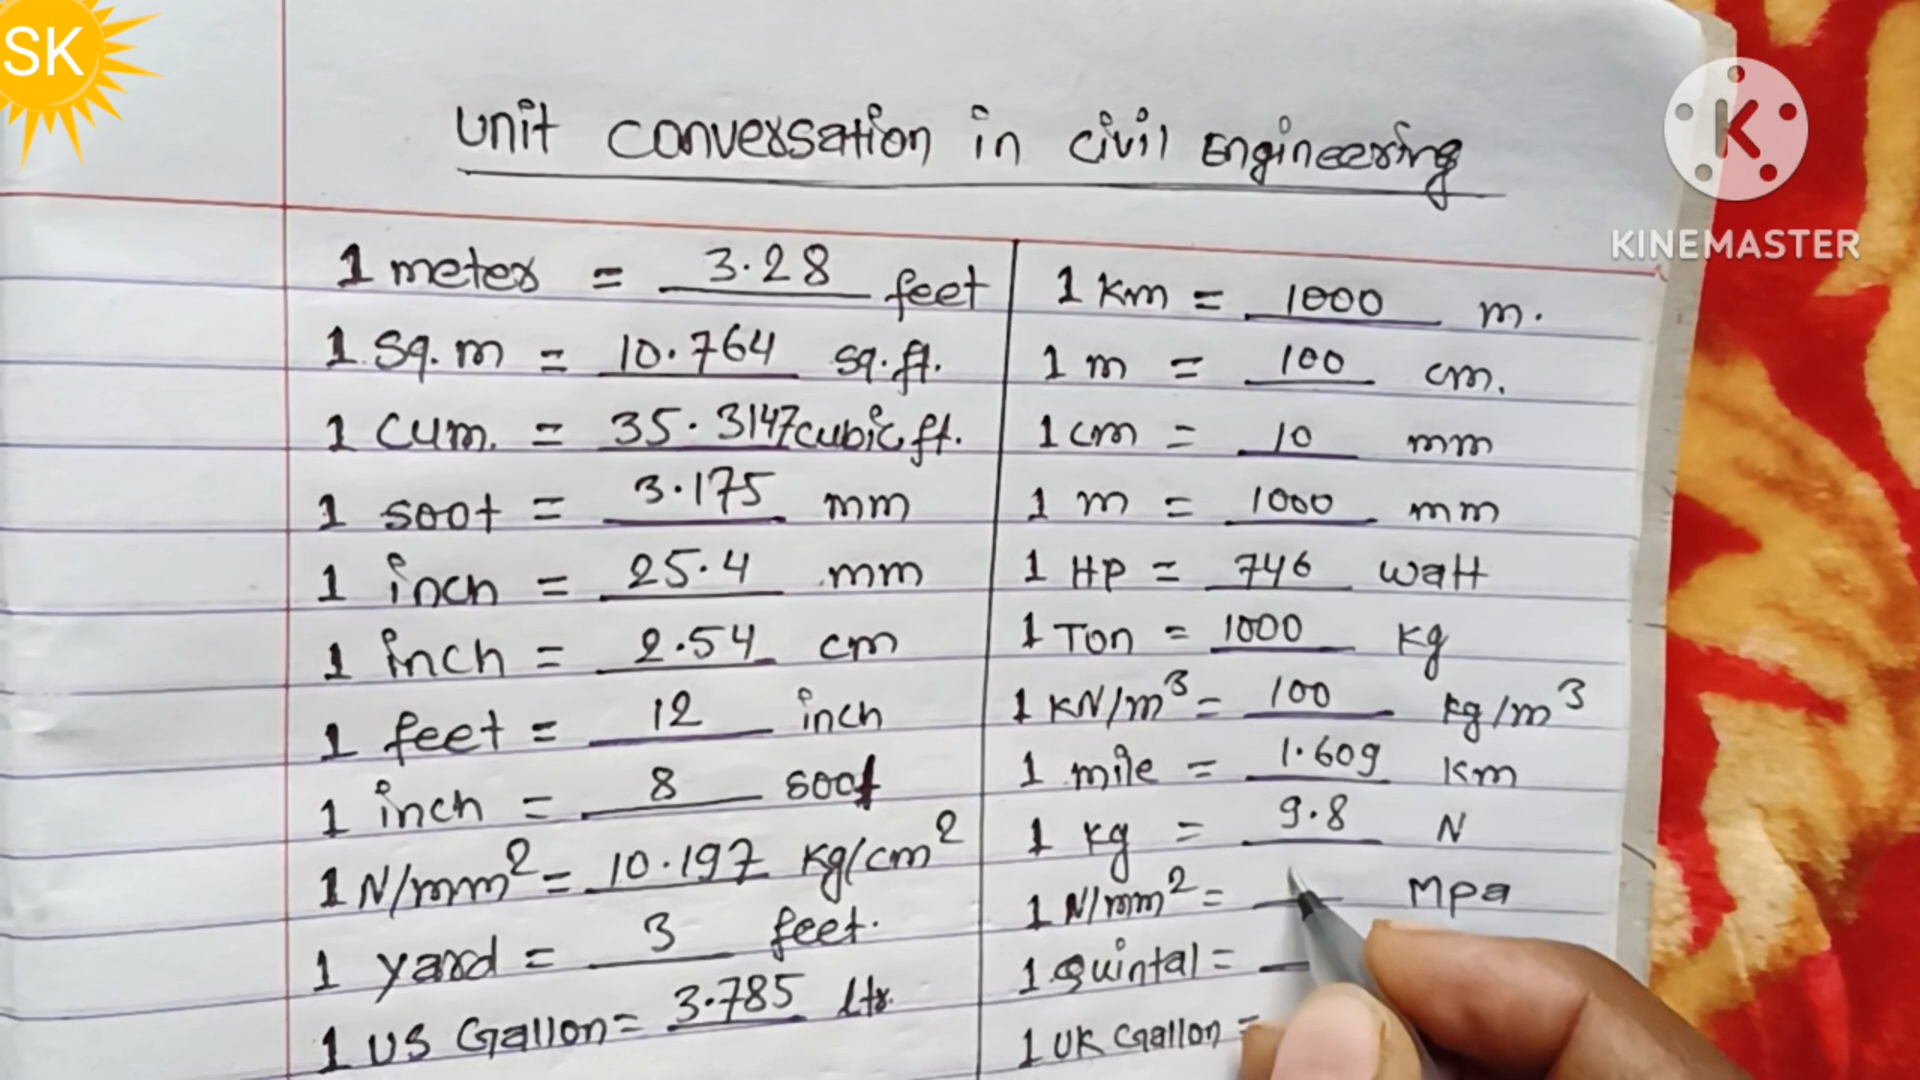 SK
KINEMASTER
Unit conversation in civil Engineering
1 meter = 3.28 feet
1 Sq.m = 10.764 sq.ft.
1 Cum. = 35.3147 cubic ft.
1 soot = 3.175 mm
1 inch = 25.4 mm
1 inch = 2.54 cm
1 feet = 12 inch
1 inch = 8 soot
1 N/mm² = 10.197 Kg/cm²
1 yard = 3 feet.
1 US Gallon = 3.785 ltr.
1 Km = 1000 m.
1 m = 100 cm.
1 cm = 10 mm
1 m = 1000 mm
1 HP = 746 watt
1 Ton = 1000 Kg
1 KN/m³ = 100 kg/m³
1 mile = 1.609 Km
1 kg = 9.8 N
1 N/mm² = Mpa
1 Quintal =
1 UK Gallon =